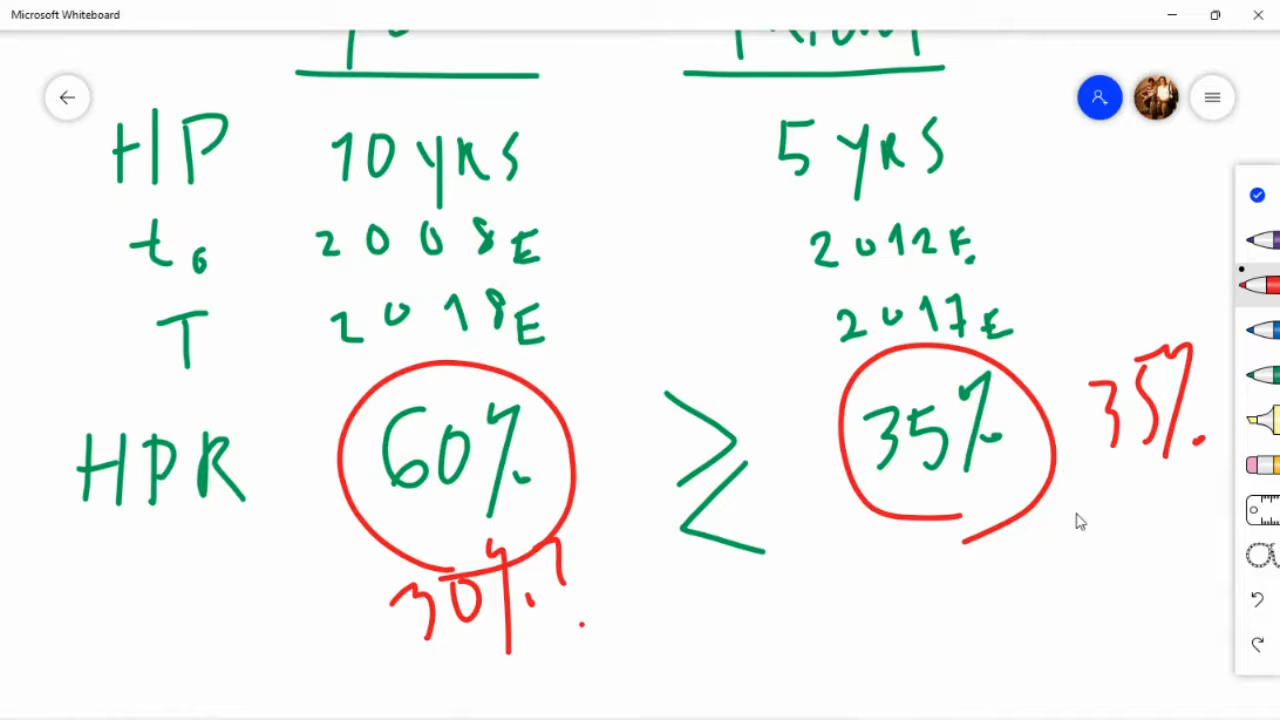 Microsoft Whiteboard
HP 10 yrs 5 yrs
t0 2008E 2012E
T 2018E 2017E
HPR 60% > < 35% 35%
30%?